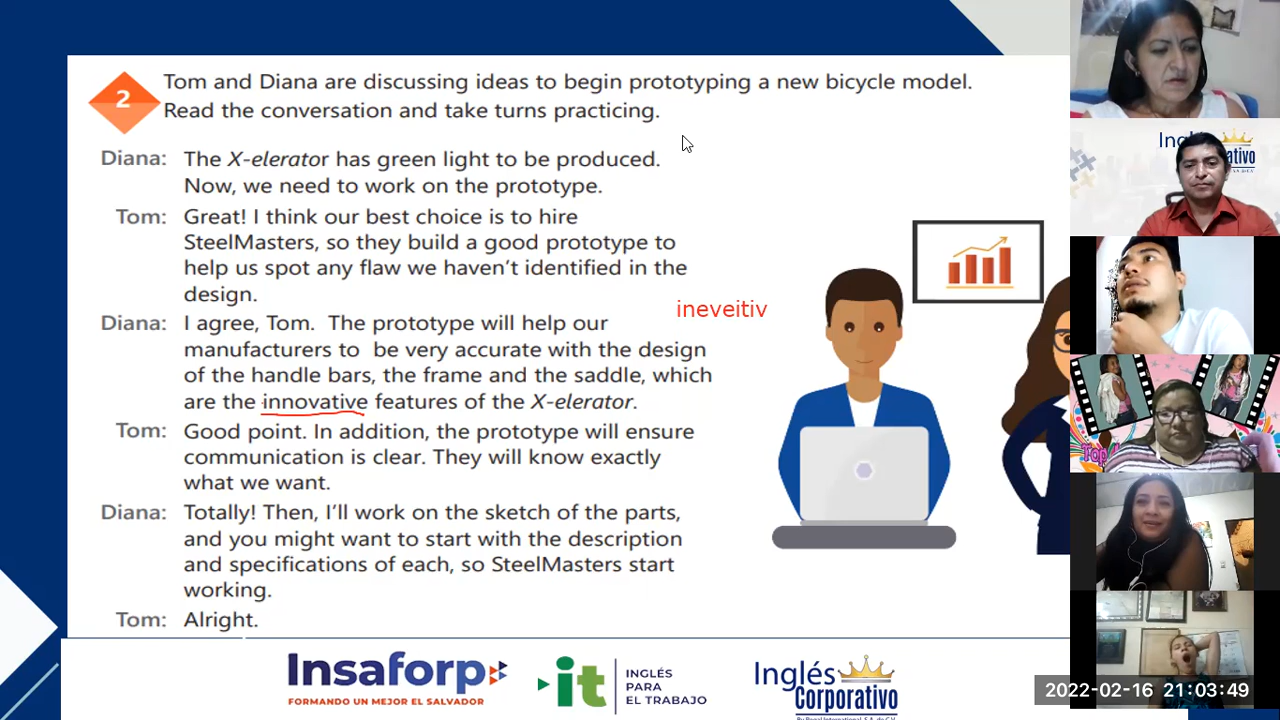 2
Tom and Diana are discussing ideas to begin prototyping a new bicycle model.
Read the conversation and take turns practicing.
Diana: The X-elerator has green light to be produced.
Now, we need to work on the prototype.
Tom: Great! I think our best choice is to hire
SteelMasters, so they build a good prototype to
help us spot any flaw we haven't identified in the
design.
ineveitiv
Diana: I agree, Tom. The prototype will help our
manufacturers to be very accurate with the design
of the handle bars, the frame and the saddle, which
are the innovative features of the X-elerator.
Tom: Good point. In addition, the prototype will ensure
communication is clear. They will know exactly
what we want.
Diana: Totally! Then, I'll work on the sketch of the parts,
and you might want to start with the description
and specifications of each, so SteelMasters start
working.
Tom: Alright.
Insaforp
FORMANDO UN MEJOR EL SALVADOR
it
INGLÉS
PARA
EL TRABAJO
Inglés
Corporativo
2022-02-16 21:03:49